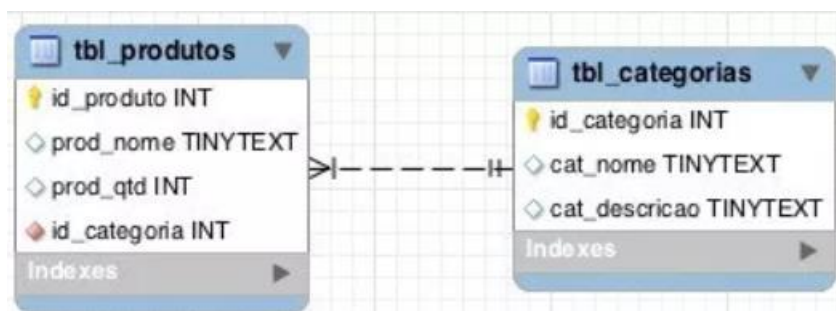 tbl_produtos
id_produto INT
prod_nome TINYTEXT
prod_qtd INT
id_categoria INT
Indexes
tbl_categorias
id_categoria INT
cat_nome TINYTEXT
cat_descricao TINYTEXT
Indexes